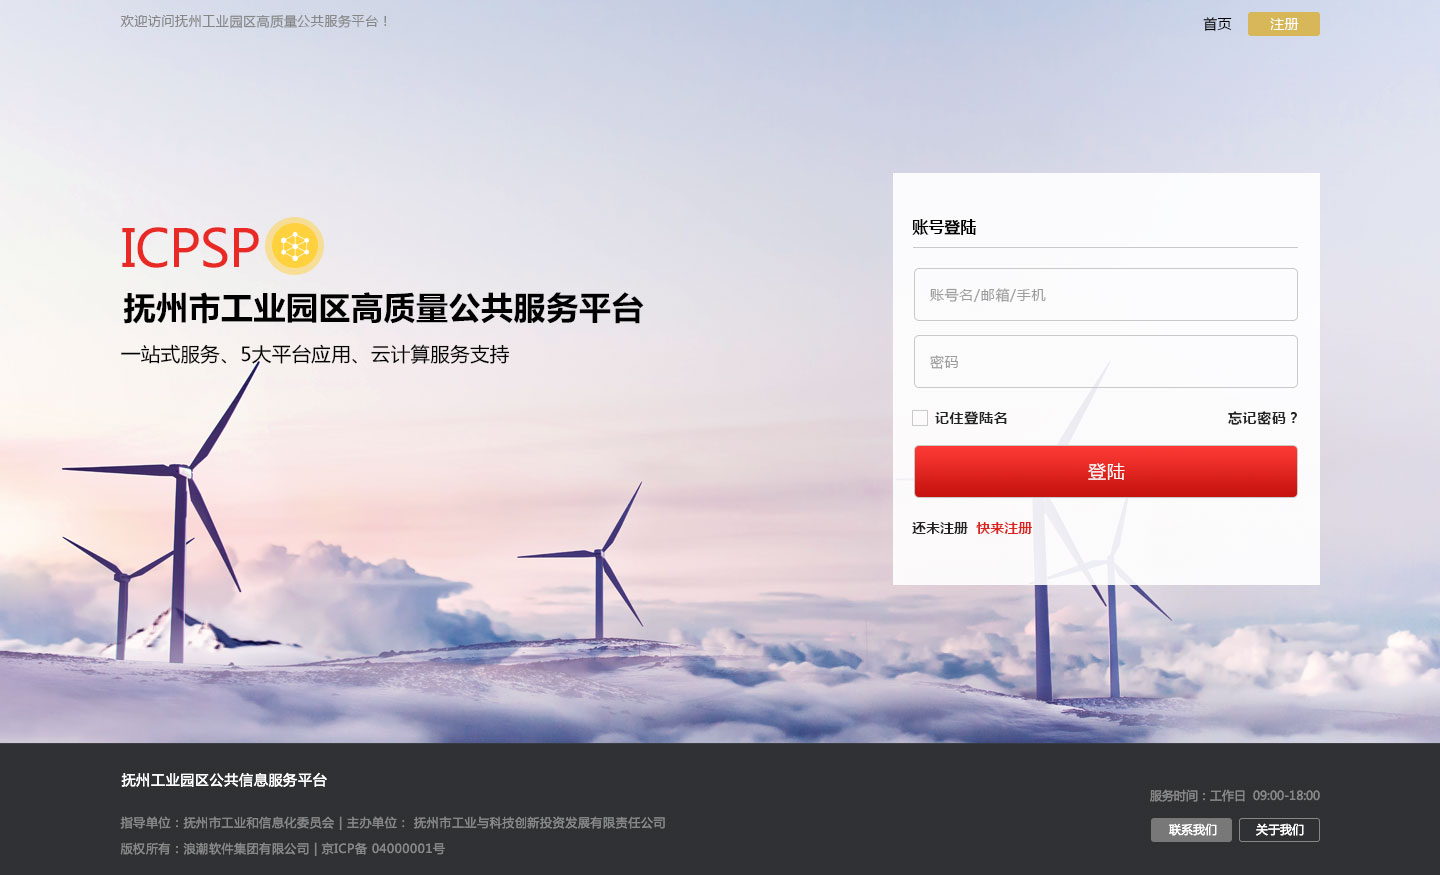 欢迎访问抚州工业园区高质量公共服务平台！
首页 注册
ICPSP
抚州市工业园区高质量公共服务平台
一站式服务、5大平台应用、云计算服务支持
账号登陆
账号名/邮箱/手机
密码
记住登陆名 忘记密码？
登陆
还未注册 快来注册
抚州工业园区公共信息服务平台
服务时间：工作日 09:00-18:00
指导单位：抚州市工业和信息化委员会 | 主办单位： 抚州市工业与科技创新投资发展有限责任公司
联系我们 关于我们
版权所有：浪潮软件集团有限公司 | 京ICP备 04000001号